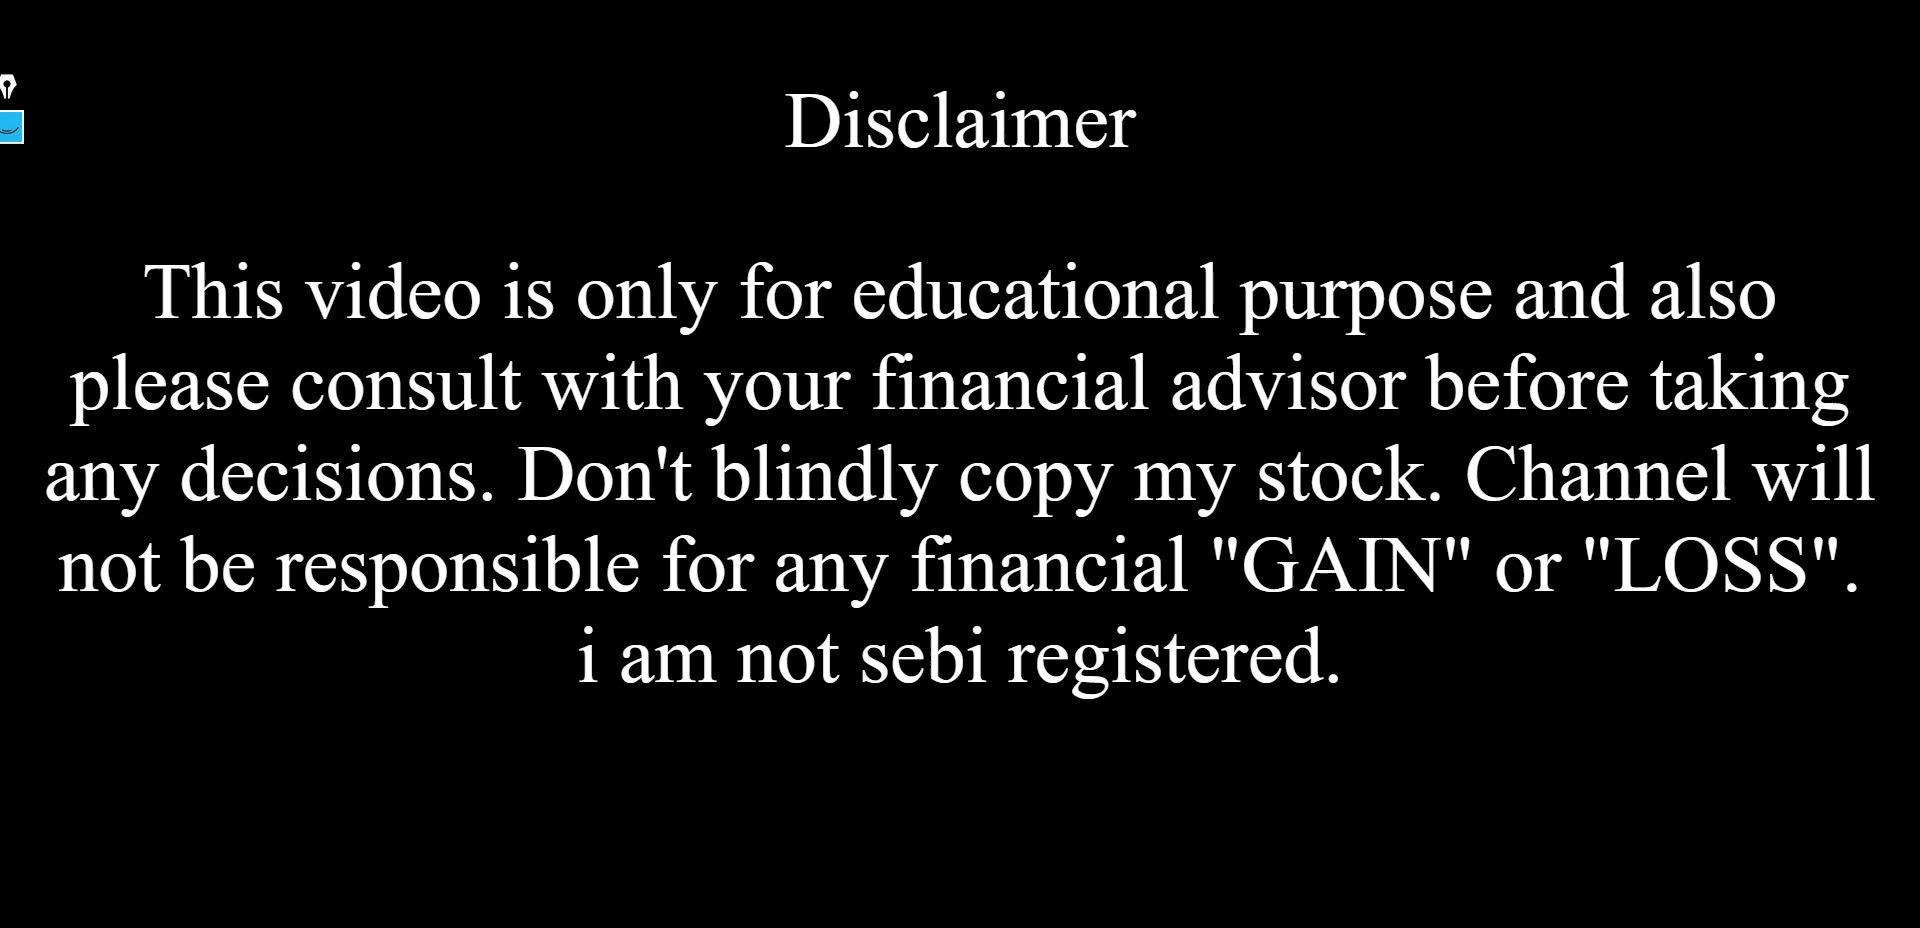 Disclaimer
This video is only for educational purpose and also
please consult with your financial advisor before taking
any decisions. Don't blindly copy my stock. Channel will
not be responsible for any financial "GAIN" or "LOSS".
i am not sebi registered.